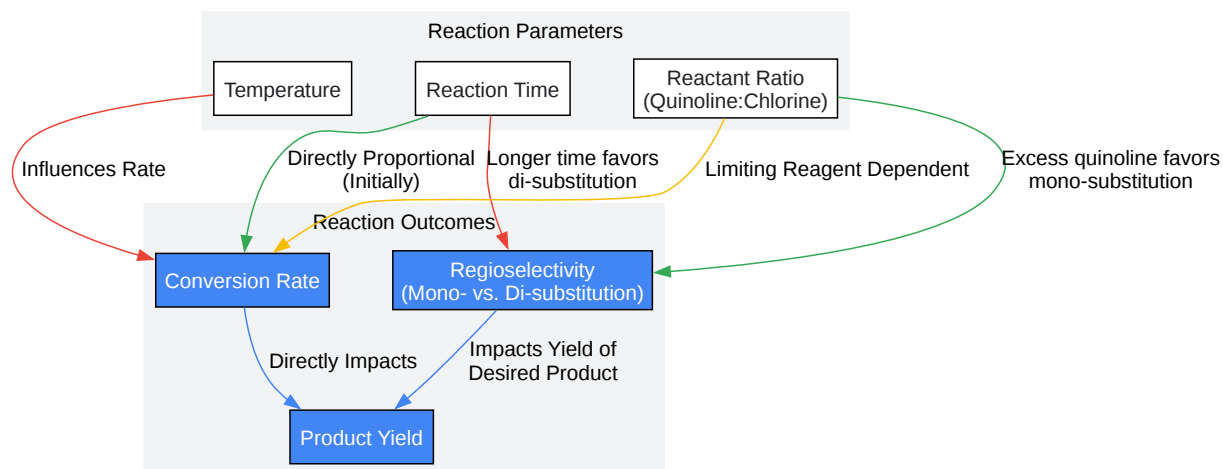 Reaction Parameters
Temperature
Reaction Time
Reactant Ratio
(Quinoline:Chlorine)
Influences Rate
Directly Proportional
(Initially)
Longer time favors
di-substitution
Limiting Reagent Dependent
Excess quinoline favors
mono-substitution
Reaction Outcomes
Conversion Rate
Regioselectivity
(Mono- vs. Di-substitution)
Directly Impacts
Impacts Yield of
Desired Product
Product Yield